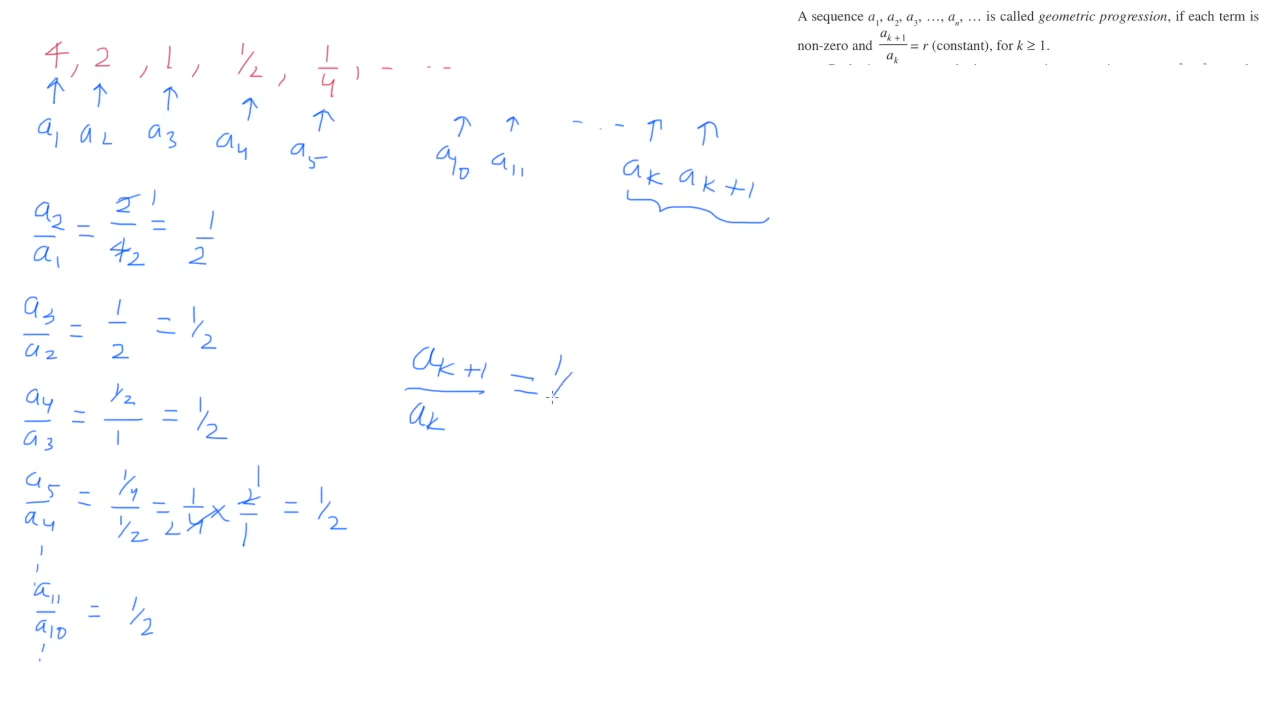 A sequence a₁, a₂, a₃, …, aₙ, … is called geometric progression, if each term is
non-zero and aₖ₊₁/aₖ = r (constant), for k ≥ 1.
4, 2, 1, 1/2, 1/4, - - -
↑ ↑ ↑ ↑ ↑ ↑ ↑ - - - ↑ ↑
a₁ a₂ a₃ a₄ a₅ a₁₀ a₁₁ aₖ aₖ₊₁
a₂/a₁ = 2/4 1 2 = 1/2
a₃/a₂ = 1/2 = 1/2
aₖ₊₁/aₖ = 1/
a₄/a₃ = 1/2/1 = 1/2
a₅/a₄ = 1/4/1/2 = 1/4 2 × 2/1 1 = 1/2
a₁₁/a₁₀ = 1/2